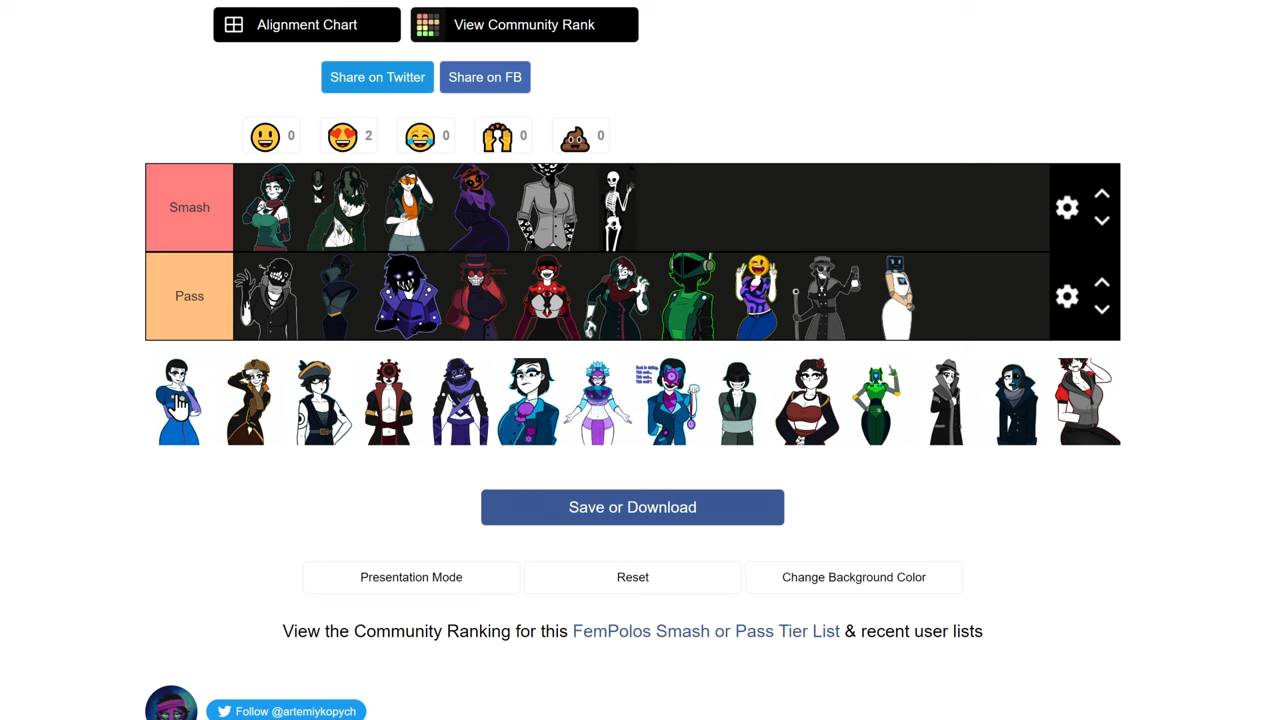 Alignment Chart
View Community Rank
Share on Twitter
Share on FB
0
2
0
0
0
Smash
Pass
Save or Download
Presentation Mode
Reset
Change Background Color
View the Community Ranking for this FemPolos Smash or Pass Tier List & recent user lists
Follow @artemiykopych